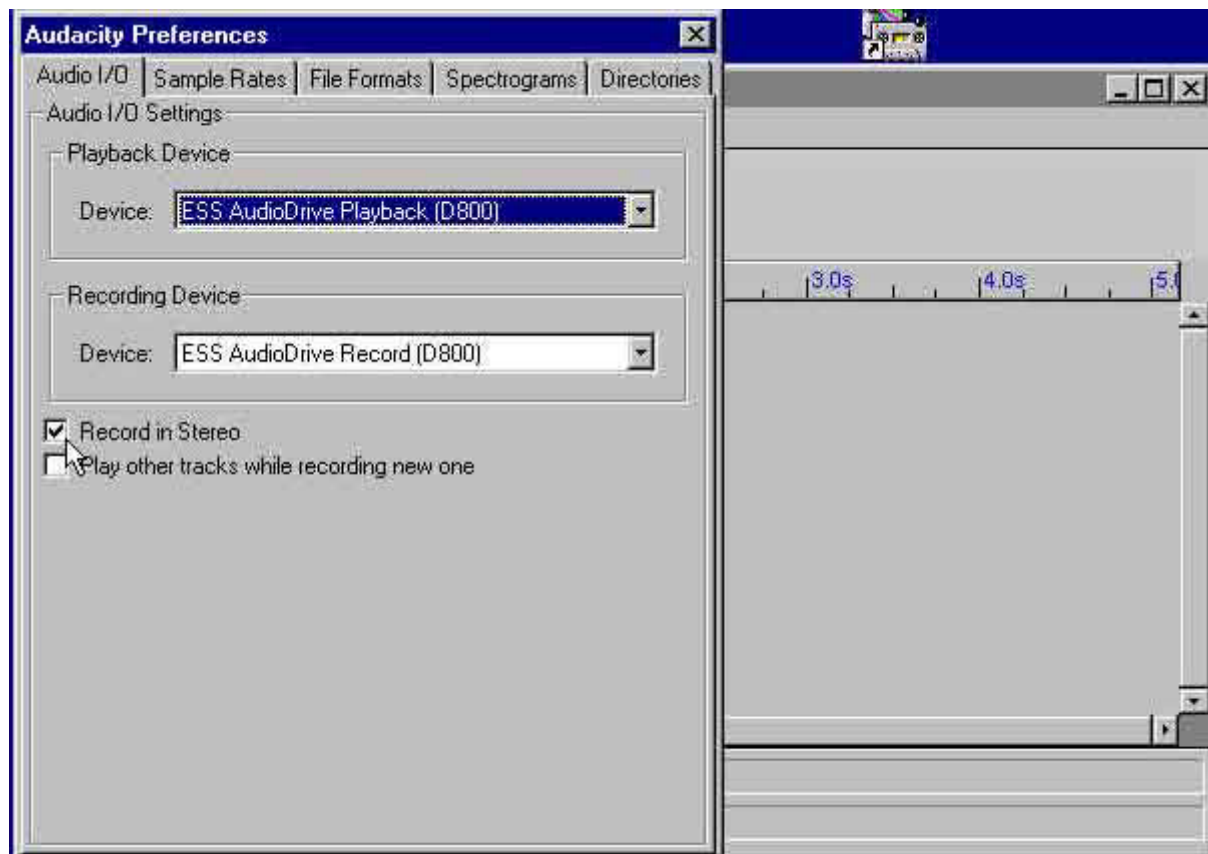 Audacity Preferences
Audio I/O Sample Rates File Formats Spectrograms Directories
Audio I/O Settings
Playback Device
Device: ESS AudioDrive Playback (D800)
3.0s 4.0s 5.
Recording Device
Device: ESS AudioDrive Record (D800)
Record in Stereo
Play other tracks while recording new one